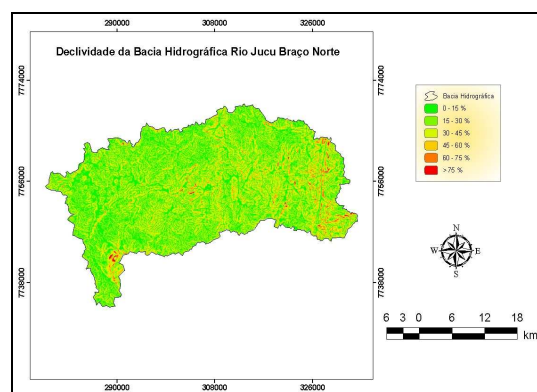 290000 308000 326000
Declividade da Bacia Hidrográfica Rio Jucu Braço Norte
7774000
7774000
Bacia Hidrográfica
0 - 15 %
15 - 30 %
30 - 45 %
45 - 60 %
60 - 75 %
>75 %
7756000
7756000
N
W E
S
7738000
7738000
6 3 0 6 12 18
km
290000 308000 326000